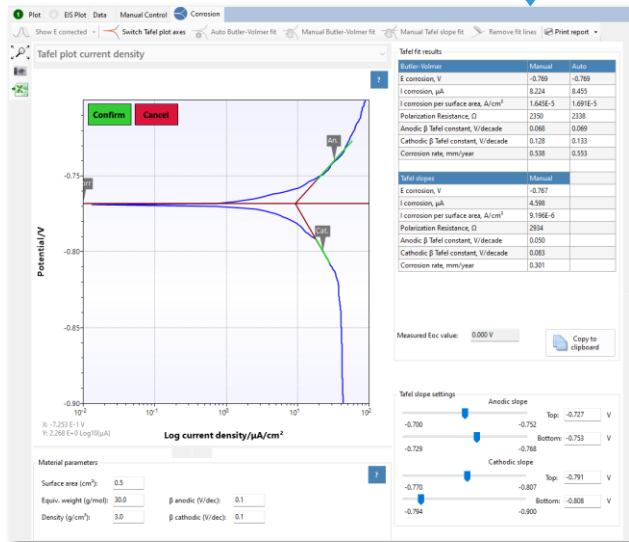 Plot EIS Plot Data Manual Control Corrosion
Show E corrected Switch Tafel plot axes Auto Butler-Volmer fit Manual Butler-Volmer fit Manual Tafel slope fit Remove fit lines Print report
Tafel plot current density
?
Confirm Cancel
An.
Cat.
Potential/V
-0.75
-0.80
-0.85
-0.90
10-2 10-1 10 0 10 1 10 2
X: -7.253 E-1 V
Y: 2.268 E+0 Log10(µA)
Log current density/µA/cm²
Material parameters
?
Surface area (cm²): 0.5
Equiv. weight (g/mol): 30.0 β anodic (V/dec): 0.1
Density (g/cm³): 3.0 β cathodic (V/dec): 0.1
Tafel fit results
Butler-Volmer Manual Auto
E corrosion, V -0.769 -0.769
I corrosion, µA 8.224 8.455
I corrosion per surface area, A/cm² 1.645E-5 1.691E-5
Polarization Resistance, Ω 2350 2338
Anodic β Tafel constant, V/decade 0.068 0.069
Cathodic β Tafel constant, V/decade 0.128 0.133
Corrosion rate, mm/year 0.538 0.553
Tafel slopes Manual
E corrosion, V -0.767
I corrosion, µA 4.598
I corrosion per surface area, A/cm² 9.196E-6
Polarization Resistance, Ω 2934
Anodic β Tafel constant, V/decade 0.050
Cathodic β Tafel constant, V/decade 0.083
Corrosion rate, mm/year 0.301
Measured Eoc value: 0.000 V
Copy to
clipboard
Tafel slope settings
Anodic slope
Top: -0.727 V
-0.700 -0.752
Bottom: -0.753 V
-0.729 -0.768
Cathodic slope
Top: -0.791 V
-0.770 -0.807
Bottom: -0.808 V
-0.794 -0.900